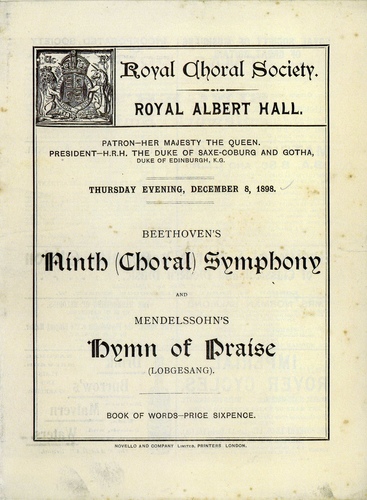 Royal Choral Society.
ROYAL ALBERT HALL.
PATRON—HER MAJESTY THE QUEEN.
PRESIDENT—H.R.H. THE DUKE OF SAXE-COBURG AND GOTHA,
DUKE OF EDINBURGH, K.G.
THURSDAY EVENING, DECEMBER 8, 1898.
BEETHOVEN'S
Ninth (Choral) Symphony
AND
MENDELSSOHN'S
Hymn of Praise
(LOBGESANG).
BOOK OF WORDS—PRICE SIXPENCE.
NOVELLO AND COMPANY LIMITED, PRINTERS LONDON.